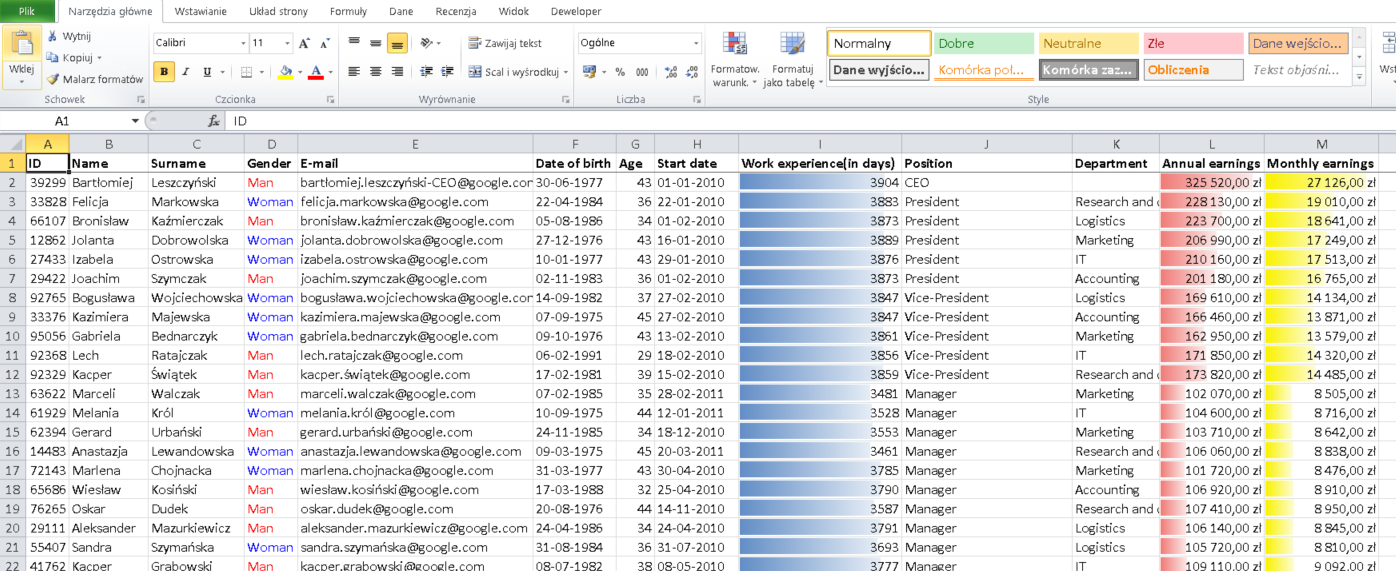 Plik Narzędzia główne Wstawianie Układ strony Formuły Dane Recenzja Widok Deweloper
Wklej
Wytnij
Kopiuj
Malarz formatów
Schowek
Calibri 11
B I U
Czcionka
Zawijaj tekst
Scal i wyśrodkuj
Wyrównanie
Ogólne
% 000
Liczba
Formatow. warunk.
Formatuj jako tabelę
Normalny Dobre Neutralne Złe Dane wejścio...
Dane wyjścio... Komórka poł... Komórka zaz... Obliczenia Tekst objaśni...
Style
A1 fx ID
A B C D E F G H I J K L M
1 ID Name Surname Gender E-mail Date of birth Age Start date Work experience(in days) Position Department Annual earnings Monthly earnings
2 39299 Bartłomiej Leszczyński Man bartłomiej.leszczyński-CEO@google.cor 30-06-1977 43 01-01-2010 3904 CEO 325 520,00 zł 27 126,00 zł
3 33828 Felicja Markowska Woman felicja.markowska@google.com 22-04-1984 36 22-01-2010 3883 President Research and 228 130,00 zł 19 010,00 zł
4 66107 Bronisław Kaźmierczak Man bronisław.kaźmierczak@google.com 05-08-1986 34 01-02-2010 3873 President Logistics 223 700,00 zł 18 641,00 zł
5 12862 Jolanta Dobrowolska Woman jolanta.dobrowolska@google.com 27-12-1976 43 16-01-2010 3889 President Marketing 206 990,00 zł 17 249,00 zł
6 27433 Izabela Ostrowska Woman izabela.ostrowska@google.com 10-01-1977 43 29-01-2010 3876 President IT 210 160,00 zł 17 513,00 zł
7 29422 Joachim Szymczak Man joachim.szymczak@google.com 02-11-1983 36 01-02-2010 3873 President Accounting 201 180,00 zł 16 765,00 zł
8 92765 Bogusława Wojciechowska Woman bogusława.wojciechowska@google.cor 14-09-1982 37 27-02-2010 3847 Vice-President Logistics 169 610,00 zł 14 134,00 zł
9 33376 Kazimiera Majewska Woman kazimiera.majewska@google.com 07-09-1975 45 27-02-2010 3847 Vice-President Accounting 166 460,00 zł 13 871,00 zł
10 95056 Gabriela Bednarczyk Woman gabriela.bednarczyk@google.com 09-10-1976 43 13-02-2010 3861 Vice-President Marketing 162 950,00 zł 13 579,00 zł
11 92368 Lech Ratajczak Man lech.ratajczak@google.com 06-02-1991 29 18-02-2010 3856 Vice-President IT 171 850,00 zł 14 320,00 zł
12 92329 Kacper Świątek Man kacper.świątek@google.com 17-02-1981 39 15-02-2010 3859 Vice-President Research and 173 820,00 zł 14 485,00 zł
13 63622 Marceli Walczak Man marceli.walczak@google.com 07-02-1985 35 28-02-2011 3481 Manager Marketing 102 070,00 zł 8 505,00 zł
14 61929 Melania Król Woman melania.król@google.com 10-09-1975 44 12-01-2011 3528 Manager IT 104 600,00 zł 8 716,00 zł
15 62394 Gerard Urbański Man gerard.urbański@google.com 24-11-1985 34 18-12-2010 3553 Manager Marketing 103 710,00 zł 8 642,00 zł
16 14483 Anastazja Lewandowska Woman anastazja.lewandowska@google.com 09-03-1975 45 20-03-2011 3461 Manager Research and 106 060,00 zł 8 838,00 zł
17 72143 Marlena Chojnacka Woman marlena.chojnacka@google.com 31-03-1977 43 30-04-2010 3785 Manager Marketing 101 720,00 zł 8 476,00 zł
18 65686 Wiesław Kosiński Man wiesław.kosiński@google.com 17-03-1988 32 25-04-2010 3790 Manager Accounting 106 920,00 zł 8 910,00 zł
19 76265 Oskar Dudek Man oskar.dudek@google.com 20-08-1976 44 14-11-2010 3587 Manager Research and 107 410,00 zł 8 950,00 zł
20 29111 Aleksander Mazurkiewicz Man aleksander.mazurkiewicz@google.com 24-04-1986 34 24-04-2010 3791 Manager Logistics 106 140,00 zł 8 845,00 zł
21 55407 Sandra Szymańska Woman sandra.szymańska@google.com 31-08-1984 36 31-07-2010 3693 Manager Logistics 105 720,00 zł 8 810,00 zł
22 41762 Kacper Grabowski Man kacper.grabowski@google.com 08-07-1982 38 08-05-2010 3777 Manager IT 109 110,00 zł 9 092,00 zł